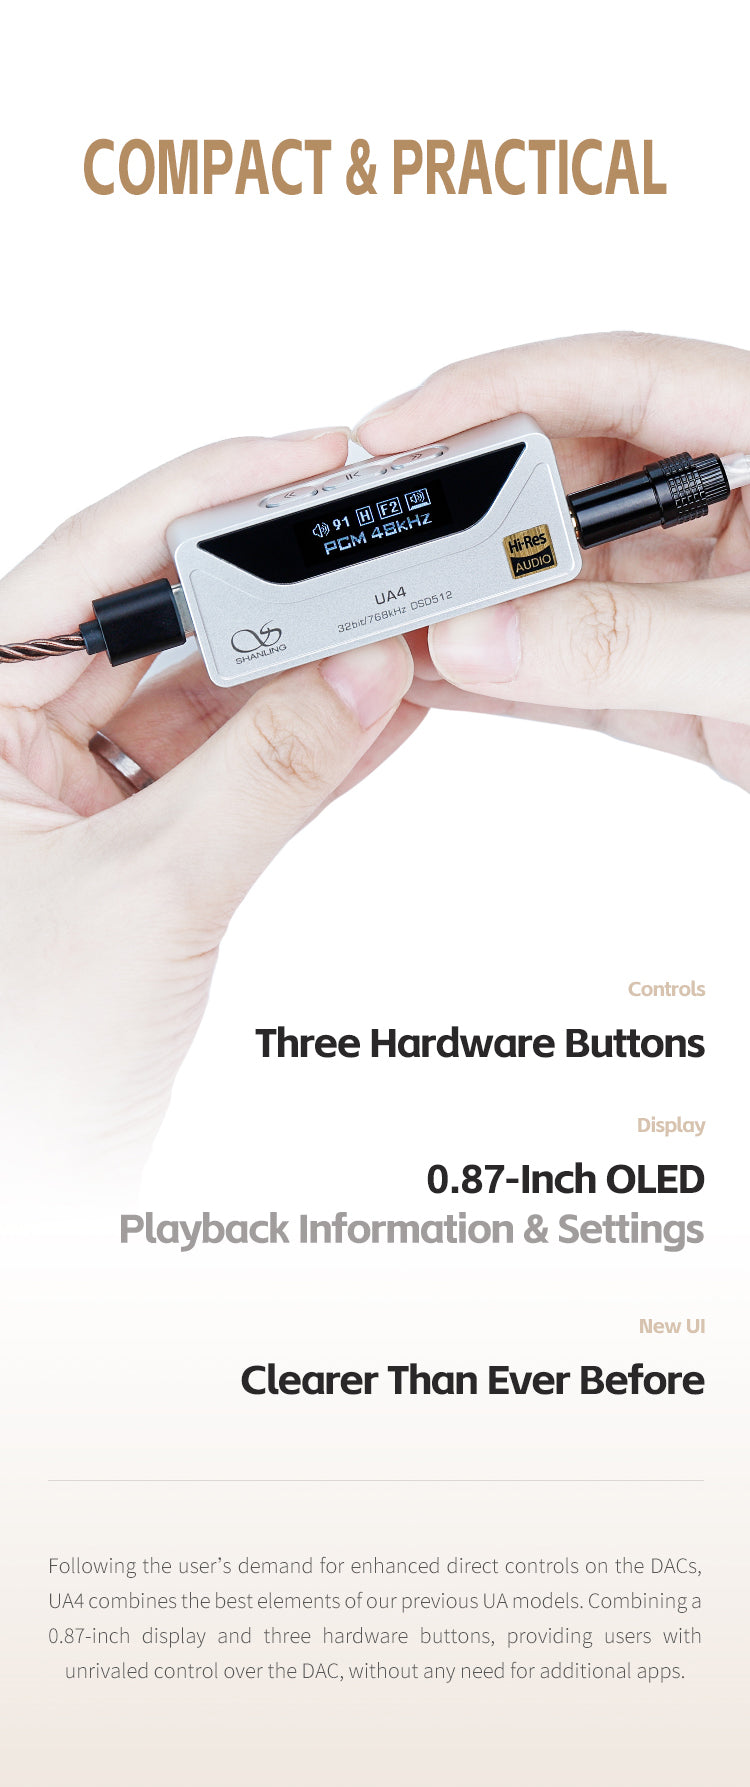 COMPACT & PRACTICAL
91 H F2
PCM 48kHz
Hi-Res
AUDIO
UA4
32bit/768kHz DSD512
SHANLING
Controls
Three Hardware Buttons
Display
0.87-Inch OLED
Playback Information & Settings
New UI
Clearer Than Ever Before
Following the user's demand for enhanced direct controls on the DACs,
UA4 combines the best elements of our previous UA models. Combining a
0.87-inch display and three hardware buttons, providing users with
unrivaled control over the DAC, without any need for additional apps.